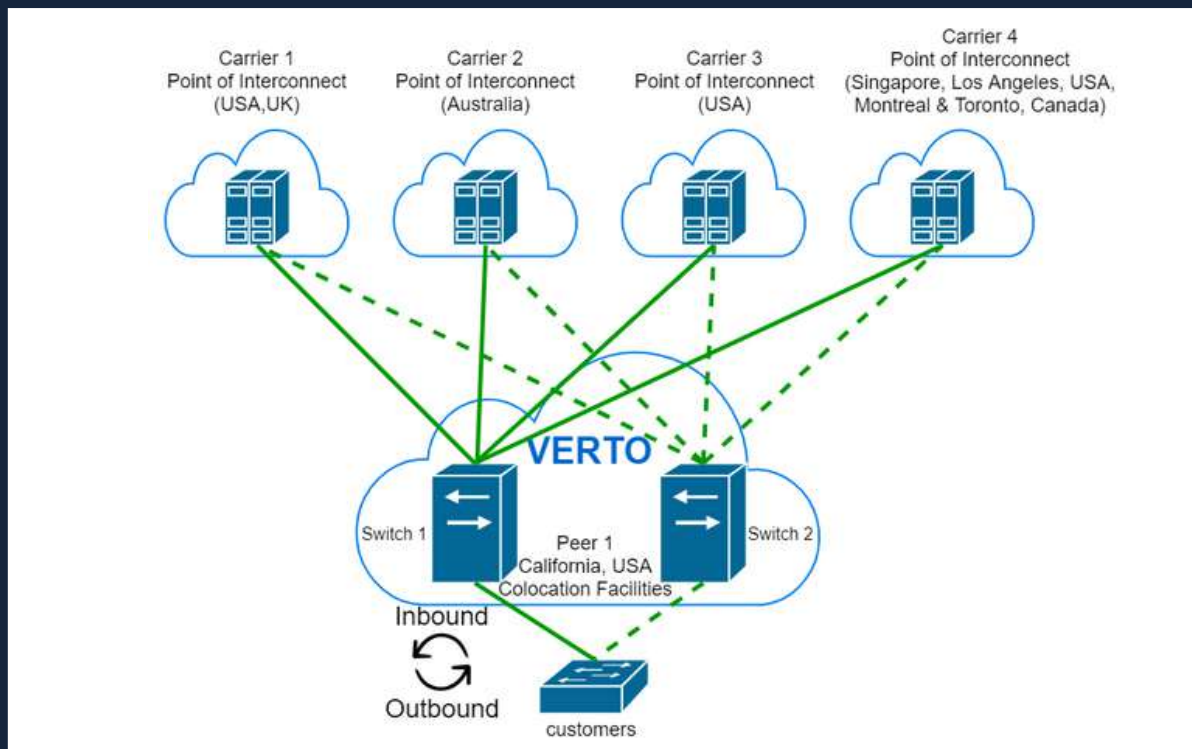 Carrier 1
Point of Interconnect
(USA,UK)
Carrier 2
Point of Interconnect
(Australia)
Carrier 3
Point of Interconnect
(USA)
Carrier 4
Point of Interconnect
(Singapore, Los Angeles, USA,
Montreal & Toronto, Canada)
VERTO
Switch 1
Peer 1
California, USA
Colocation Facilities
Switch 2
Inbound
Outbound
customers